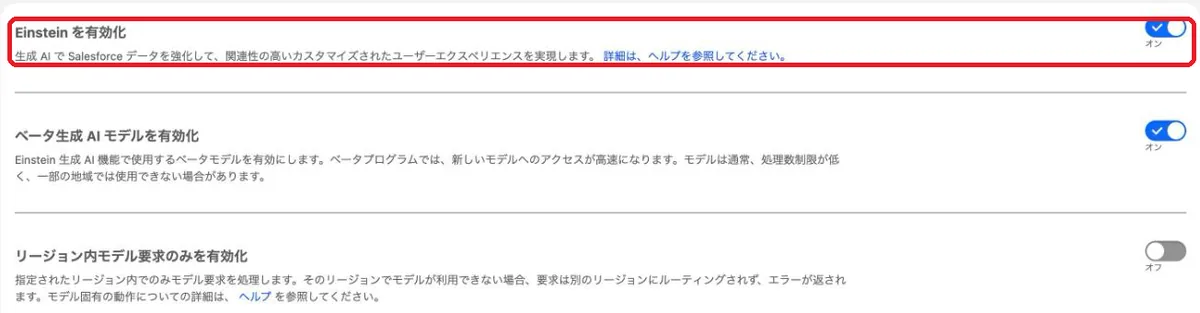 Einstein を有効化
オン
生成 AI で Salesforce データを強化して、関連性の高いカスタマイズされたユーザーエクスペリエンスを実現します。 詳細は、ヘルプを参照してください。
ベータ生成 AI モデルを有効化
オン
Einstein 生成 AI 機能で使用するベータモデルを有効にします。ベータプログラムでは、新しいモデルへのアクセスが高速になります。モデルは通常、処理数制限が低
く、一部の地域では使用できない場合があります。
リージョン内モデル要求のみを有効化
オフ
指定されたリージョン内でのみモデル要求を処理します。そのリージョンでモデルが利用できない場合、要求は別のリージョンにルーティングされず、エラーが返され
ます。モデル固有の動作についての詳細は、 ヘルプ を参照してください。